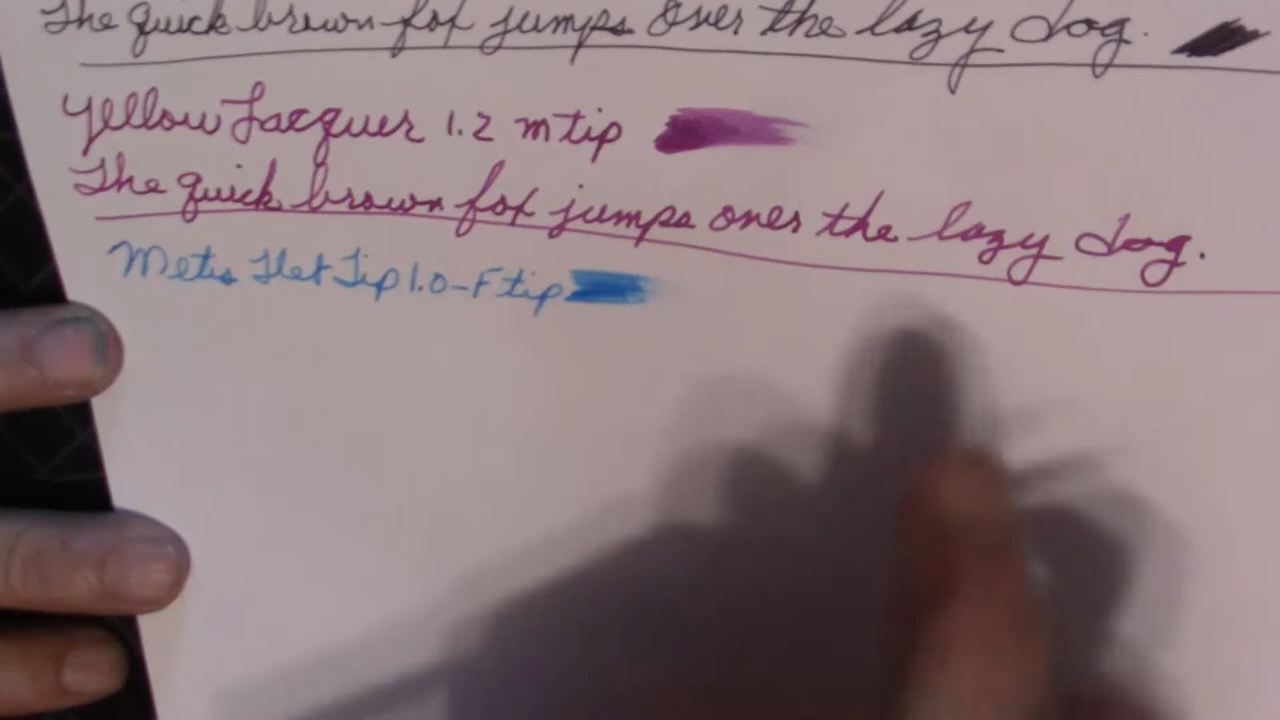 The quick brown fox jumps over the lazy dog.
Yellow Lacquer 1.2 m tip
The quick brown fox jumps over the lazy dog.
Flat Tip 1.0-F tip